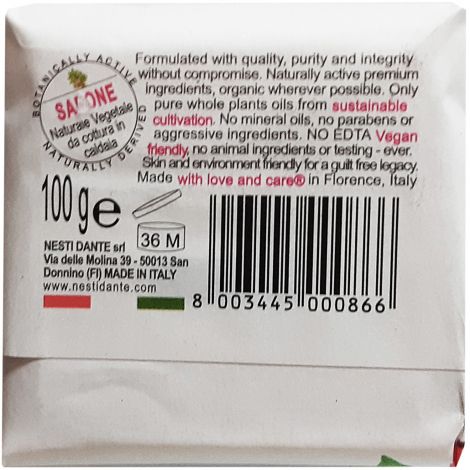 BOTANICALLY ACTIVE
SAPONE
Naturale Vegetale
da cottura in
caldaia
NATURALLY DERIVED
Formulated with quality, purity and integrity
without compromise. Naturally active premium
ingredients, organic wherever possible. Only
pure whole plants oils from sustainable
cultivation. No mineral oils, no parabens or
aggressive ingredients. NO EDTA Vegan
friendly, no animal ingredients or testing - ever.
Skin and environment friendly for a guilt free legacy.
Made with love and care® in Florence, Italy
100g e
36 M
NESTI DANTE srl
Via delle Molina 39 - 50013 San
Donnino (FI) MADE IN ITALY
www.nestidante.com
8 003445 000866